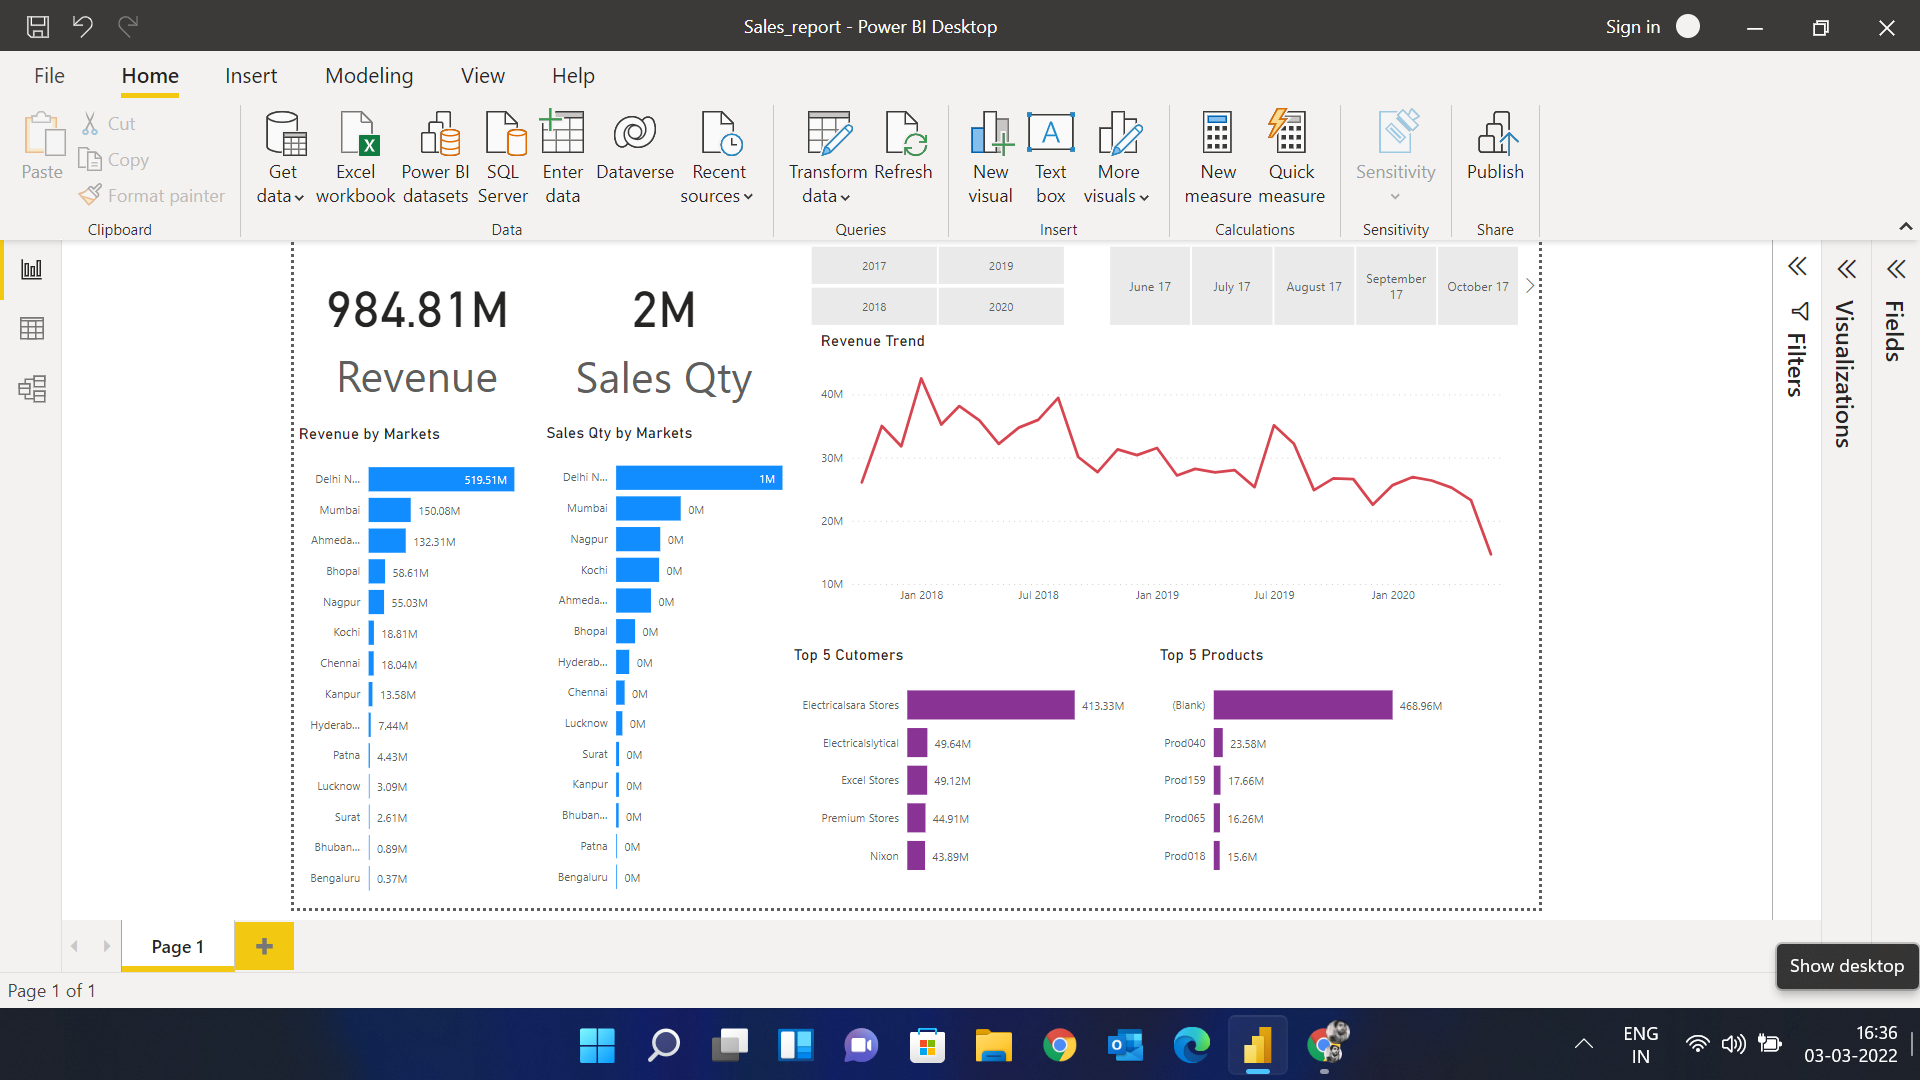 Sales_report - Power BI Desktop
Sign in
File
Home
Insert
Modeling
View
Help
Paste
Cut
Copy
Format painter
Clipboard
Get
data
Excel
workbook
Power BI
datasets
SQL
Server
Enter
data
Dataverse
Recent
sources
Data
Transform
data
Refresh
Queries
New
visual
Text
box
More
visuals
Insert
New
measure
Quick
measure
Calculations
Sensitivity
Sensitivity
Publish
Share
984.81M
Revenue
2M
Sales Qty
2017
2019
2018
2020
June 17
July 17
August 17
September
17
October 17
Revenue by Markets
Delhi N...
519.51M
Mumbai
150.08M
Ahmeda...
132.31M
Bhopal
58.61M
Nagpur
55.03M
Kochi
18.81M
Chennai
18.04M
Kanpur
13.58M
Hyderab...
7.44M
Patna
4.43M
Lucknow
3.09M
Surat
2.61M
Bhuban...
0.89M
Bengaluru
0.37M
Sales Qty by Markets
Delhi N...
1M
Mumbai
0M
Nagpur
0M
Kochi
0M
Ahmeda...
0M
Bhopal
0M
Hyderab...
0M
Chennai
0M
Lucknow
0M
Surat
0M
Kanpur
0M
Bhuban...
0M
Patna
0M
Bengaluru
0M
Revenue Trend
40M
30M
20M
10M
Jan 2018
Jul 2018
Jan 2019
Jul 2019
Jan 2020
Top 5 Cutomers
Electricalsara Stores
413.33M
Electricalslytical
49.64M
Excel Stores
49.12M
Premium Stores
44.91M
Nixon
43.89M
Top 5 Products
(Blank)
468.96M
Prod040
23.58M
Prod159
17.66M
Prod065
16.26M
Prod018
15.6M
Filters
Visualizations
Fields
Page 1
Page 1 of 1
Show desktop
ENG
IN
16:36
03-03-2022